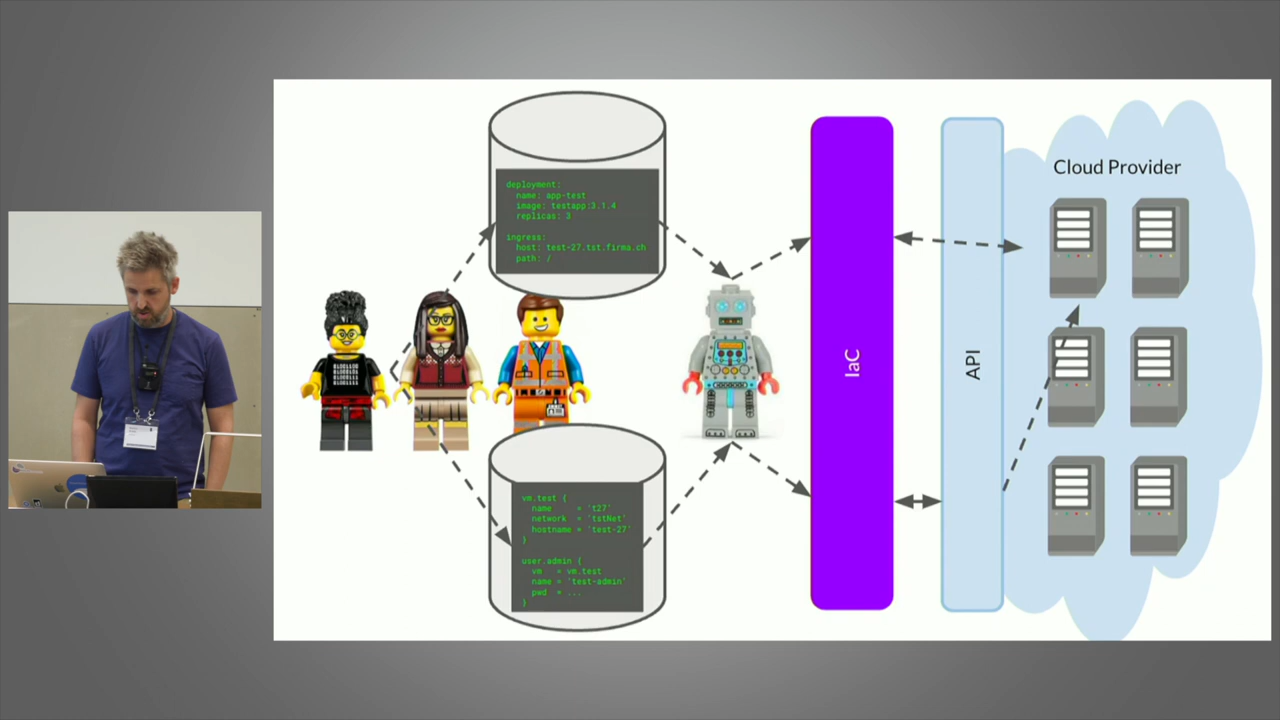 deployment:
name: app-test
image: testapp:3.1.4
replicas: 3
ingress:
host: test-27.tst.firma.ch
path: /
vm.test {
name = 't27'
network = 'tstNet'
hostname = 'test-27'
}
user.admin {
vm = vm.test
name = 'test-admin'
pwd = ...
}
IaC
API
Cloud Provider